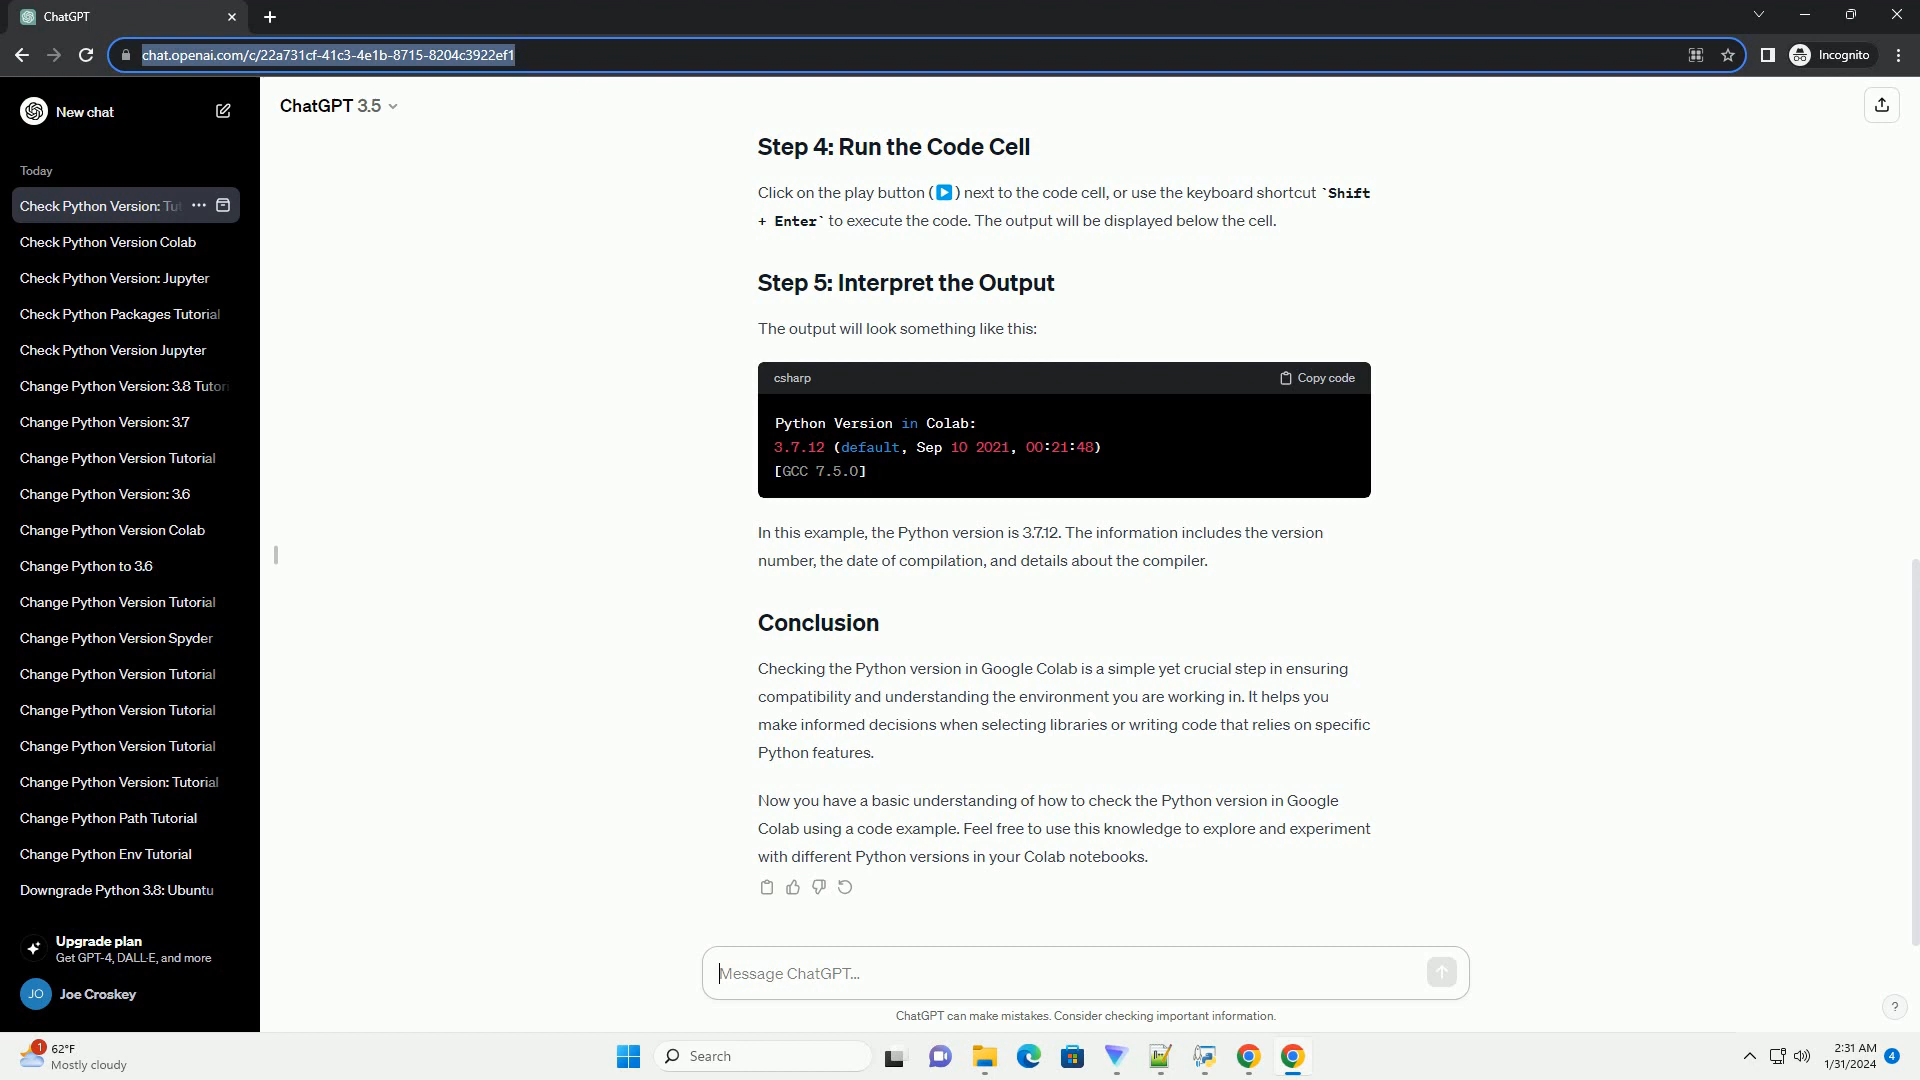 ChatGPT
chat.openai.com/c/22a731cf-41c3-4e1b-8715-8204c3922ef1
Incognito
New chat
ChatGPT 3.5
Today
Check Python Version: Tut
Check Python Version Colab
Check Python Version: Jupyter
Check Python Packages Tutorial
Check Python Version Jupyter
Change Python Version: 3.8 Tutori
Change Python Version: 3.7
Change Python Version Tutorial
Change Python Version: 3.6
Change Python Version Colab
Change Python to 3.6
Change Python Version Tutorial
Change Python Version Spyder
Change Python Version Tutorial
Change Python Version Tutorial
Change Python Version Tutorial
Change Python Version: Tutorial
Change Python Path Tutorial
Change Python Env Tutorial
Downgrade Python 3.8: Ubuntu
Upgrade plan
Get GPT-4, DALL·E, and more
JO
Joe Croskey
Step 4: Run the Code Cell
Click on the play button (▶️) next to the code cell, or use the keyboard shortcut `Shift
+ Enter` to execute the code. The output will be displayed below the cell.
Step 5: Interpret the Output
The output will look something like this:
csharp
Copy code
Python Version in Colab:
3.7.12 (default, Sep 10 2021, 00:21:48)
[GCC 7.5.0]
In this example, the Python version is 3.7.12. The information includes the version
number, the date of compilation, and details about the compiler.
Conclusion
Checking the Python version in Google Colab is a simple yet crucial step in ensuring
compatibility and understanding the environment you are working in. It helps you
make informed decisions when selecting libraries or writing code that relies on specific
Python features.
Now you have a basic understanding of how to check the Python version in Google
Colab using a code example. Feel free to use this knowledge to explore and experiment
with different Python versions in your Colab notebooks.
Message ChatGPT...
ChatGPT can make mistakes. Consider checking important information.
?
1
62°F
Mostly cloudy
Search
2:31 AM
1/31/2024
4